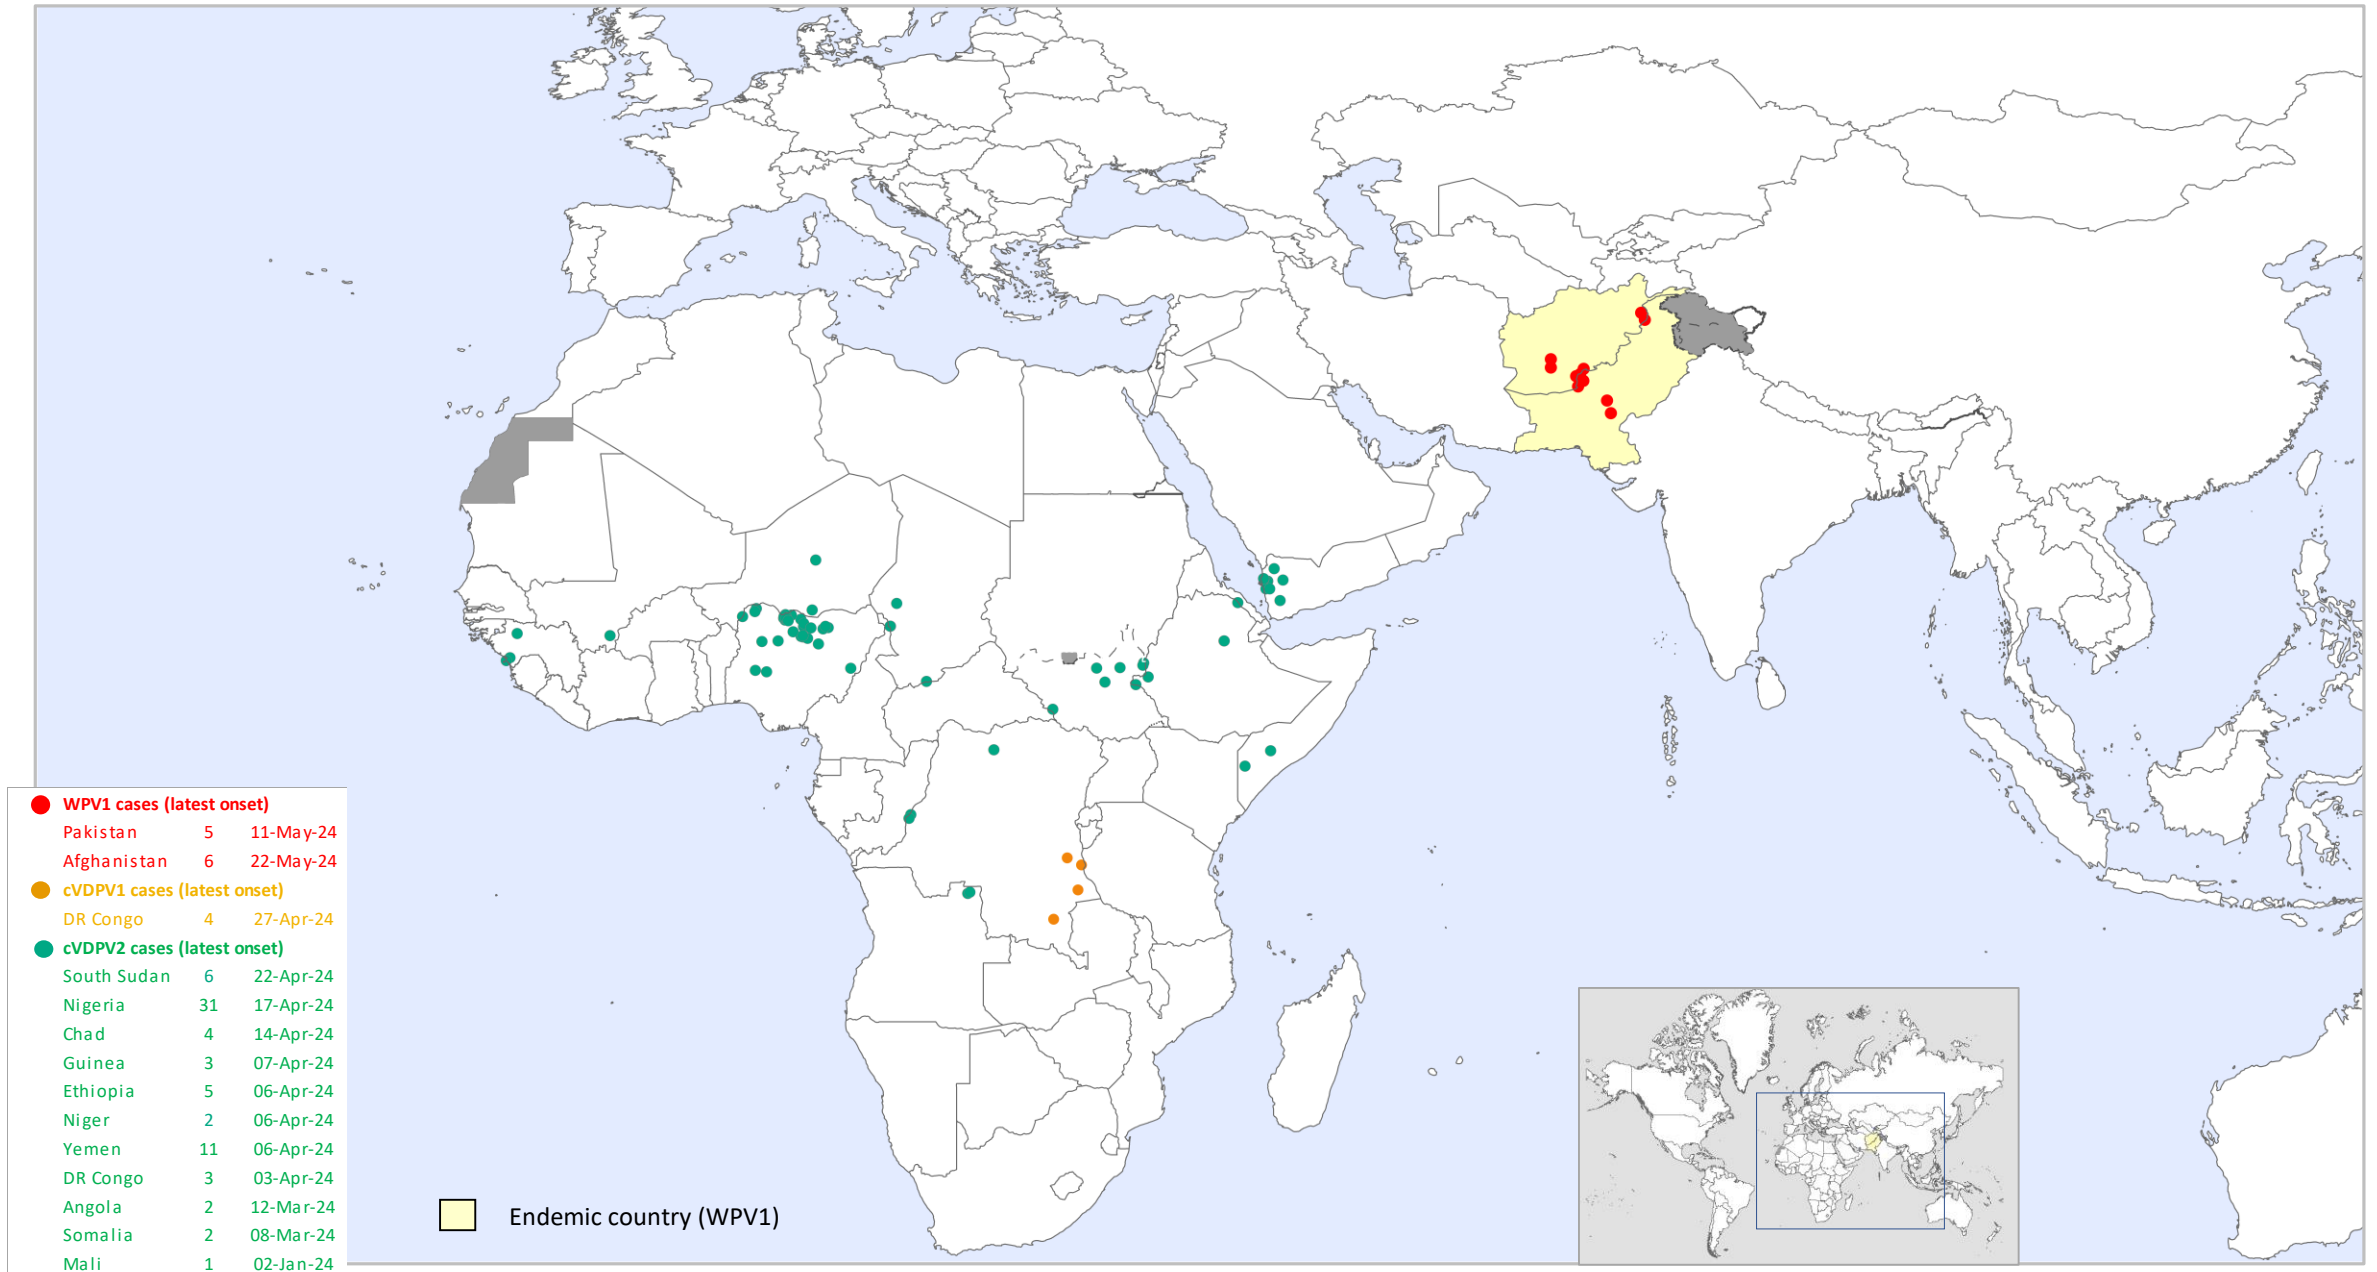 WPV1 cases (latest onset)
Pakistan 5 11-May-24
Afghanistan 6 22-May-24
cVDPV1 cases (latest onset)
DR Congo 4 27-Apr-24
cVDPV2 cases (latest onset)
South Sudan 6 22-Apr-24
Nigeria 31 17-Apr-24
Chad 4 14-Apr-24
Guinea 3 07-Apr-24
Ethiopia 5 06-Apr-24
Niger 2 06-Apr-24
Yemen 11 06-Apr-24
DR Congo 3 03-Apr-24
Angola 2 12-Mar-24
Somalia 2 08-Mar-24
Mali 1 02-Jan-24
Endemic country (WPV1)